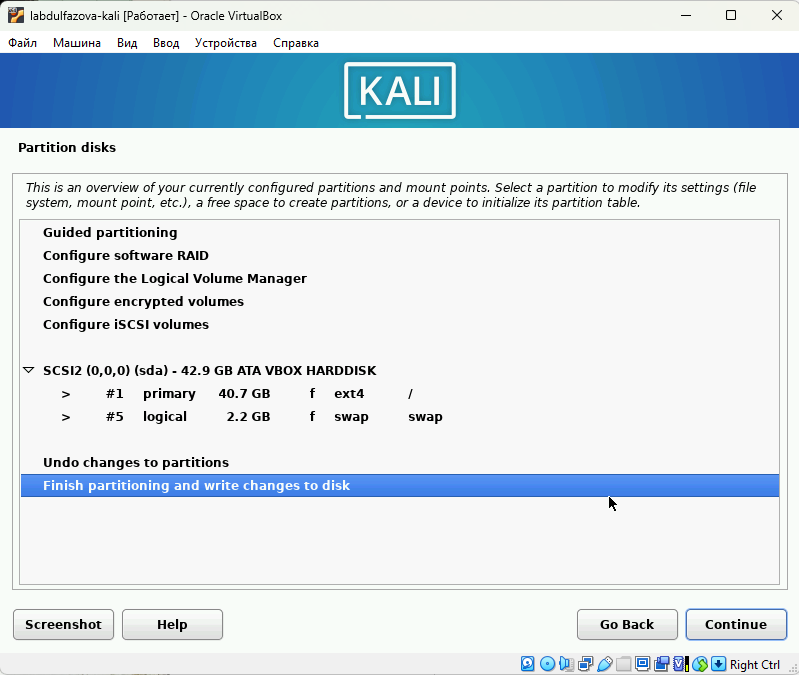 labdulfazova-kali [Работает] - Oracle VirtualBox
Файл Машина Вид Ввод Устройства Справка
KALI
Partition disks
This is an overview of your currently configured partitions and mount points. Select a partition to modify its settings (file
system, mount point, etc.), a free space to create partitions, or a device to initialize its partition table.
Guided partitioning
Configure software RAID
Configure the Logical Volume Manager
Configure encrypted volumes
Configure iSCSI volumes
SCSI2 (0,0,0) (sda) - 42.9 GB ATA VBOX HARDDISK
> #1 primary 40.7 GB f ext4 /
> #5 logical 2.2 GB f swap swap
Undo changes to partitions
Finish partitioning and write changes to disk
Screenshot Help Go Back Continue
Right Ctrl